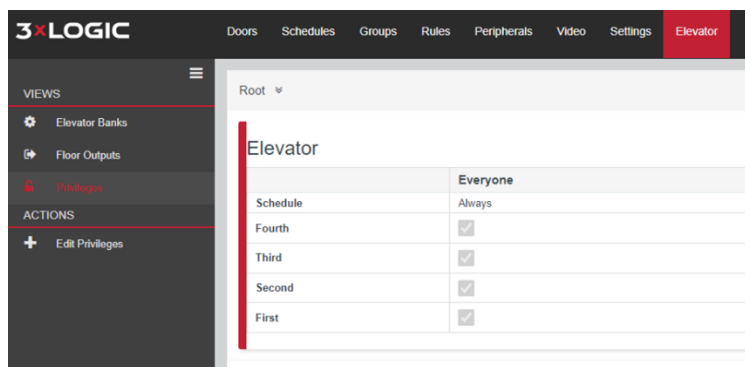 3xLOGIC
Doors Schedules Groups Rules Peripherals Video Settings Elevator
VIEWS
Elevator Banks
Floor Outputs
Privileges
ACTIONS
Edit Privileges
Root
Elevator
Everyone
Schedule Always
Fourth
Third
Second
First